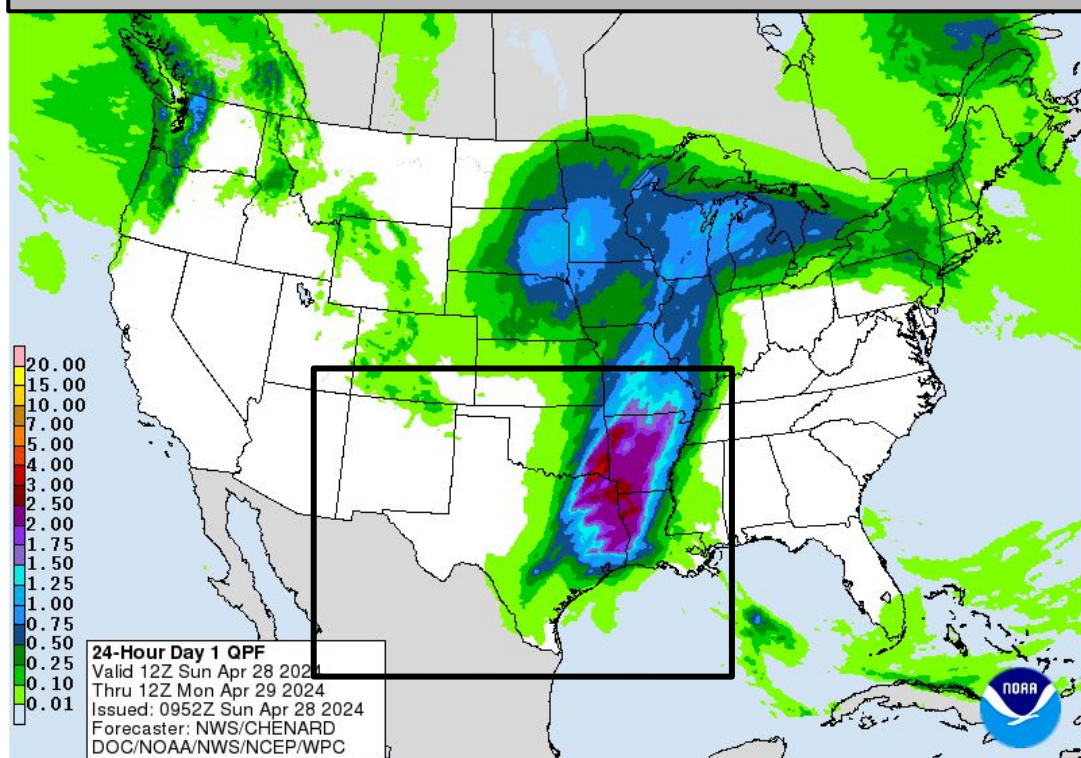 20.00
15.00
10.00
7.00
5.00
4.00
3.00
2.50
2.00
1.75
1.50
1.25
1.00
0.75
0.50
0.25
0.10
0.01
24-Hour Day 1 QPF
Valid 12Z Sun Apr 28 2024
Thru 12Z Mon Apr 29 2024
Issued: 0952Z Sun Apr 28 2024
Forecaster: NWS/CHENARD
DOC/NOAA/NWS/NCEP/WPC
NOAA